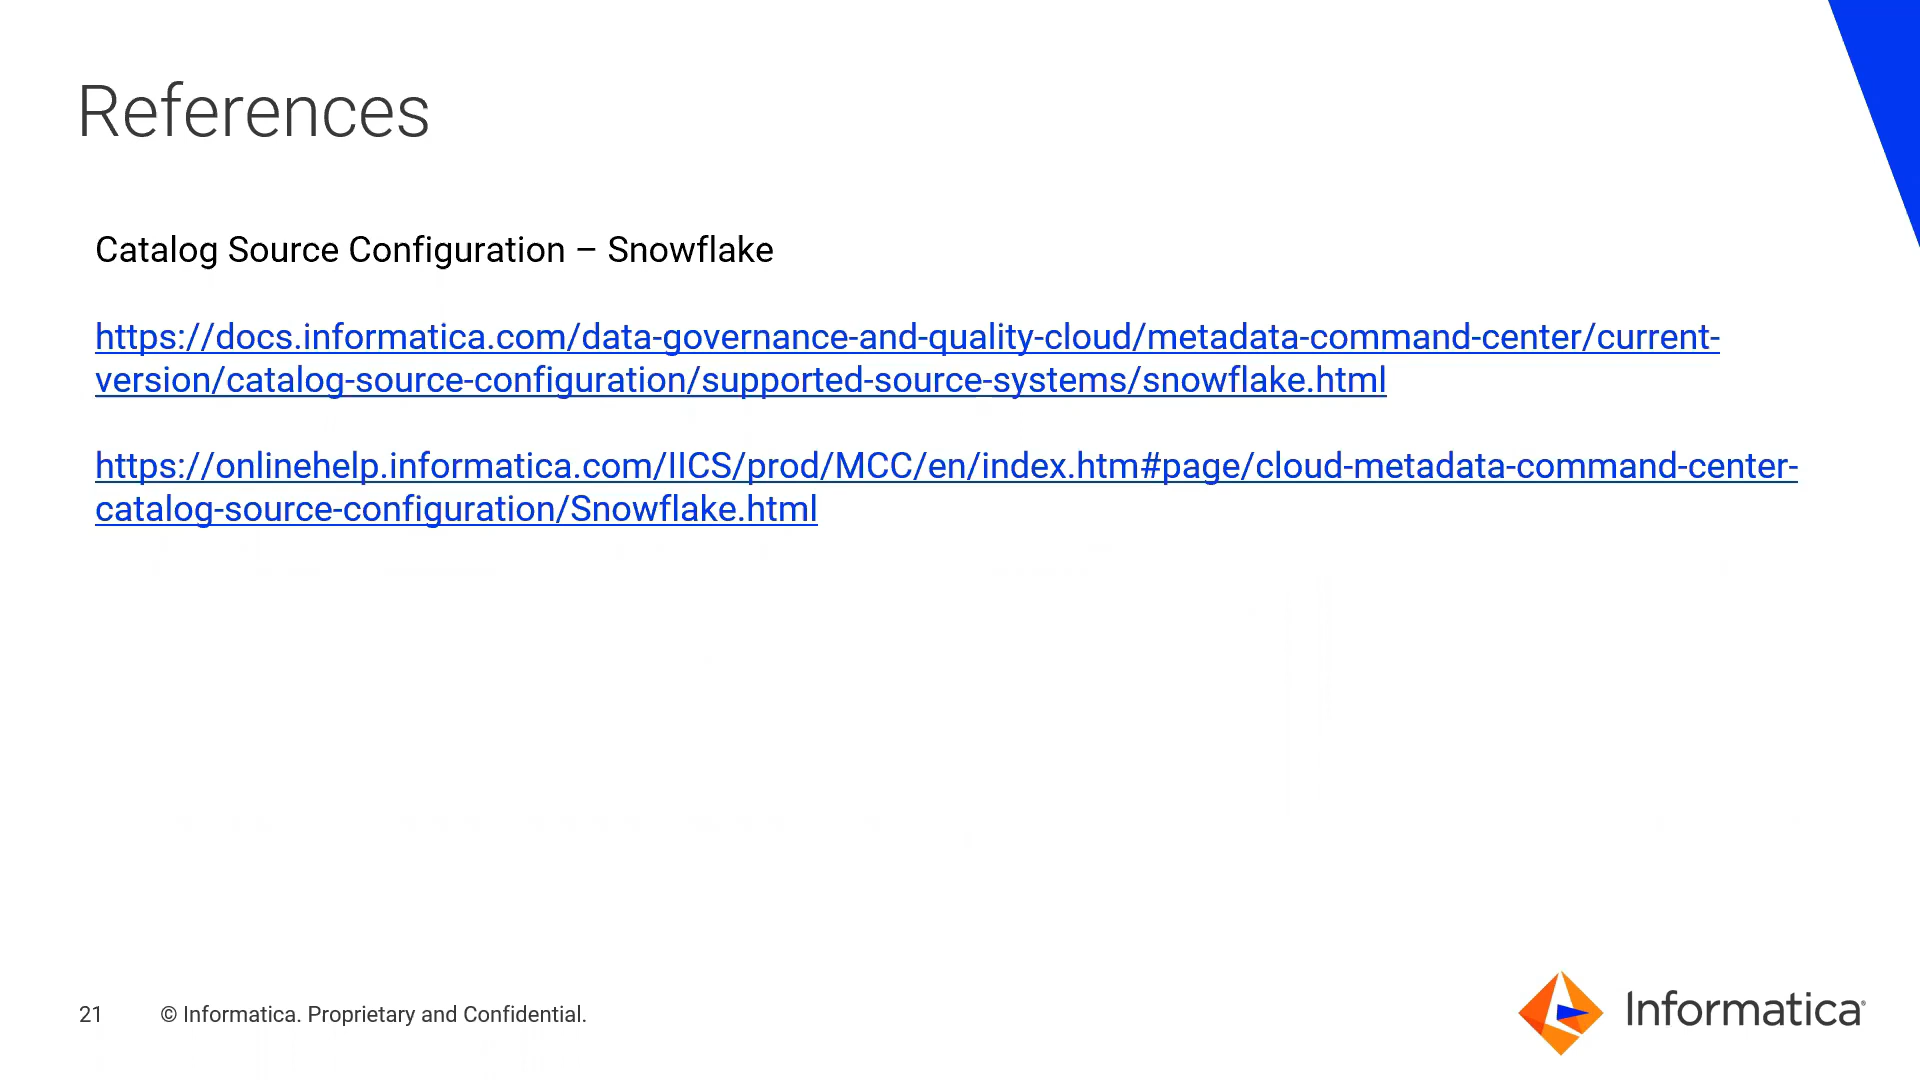 References
Catalog Source Configuration – Snowflake
https://docs.informatica.com/data-governance-and-quality-cloud/metadata-command-center/current-
version/catalog-source-configuration/supported-source-systems/snowflake.html
https://onlinehelp.informatica.com/IICS/prod/MCC/en/index.htm#page/cloud-metadata-command-center-
catalog-source-configuration/Snowflake.html
21 © Informatica. Proprietary and Confidential.
Informatica®